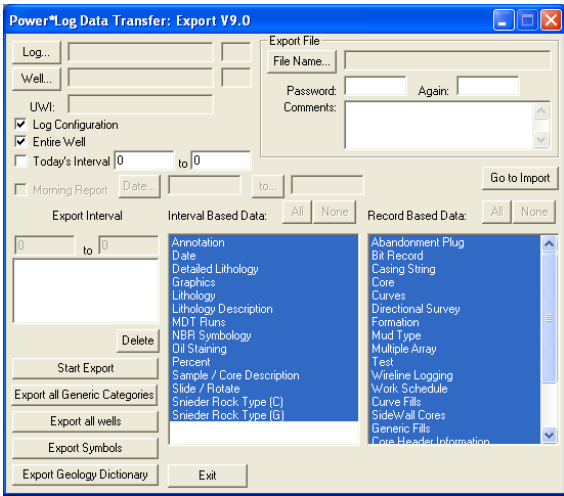 Power*Log Data Transfer: Export V9.0
Log...
Well...
UWI:
Export File
File Name...
Password:
Again:
Comments:
Log Configuration
Entire Well
Today's Interval 0 to 0
Morning Report Date... to...
Go to Import
Export Interval
0 to 0
Delete
Start Export
Export all Generic Categories
Export all wells
Export Symbols
Export Geology Dictionary
Interval Based Data: All None
Annotation
Date
Detailed Lithology
Graphics
Lithology
Lithology Description
MDT Runs
NBR Symbology
Oil Staining
Percent
Sample / Core Description
Slide / Rotate
Snieder Rock Type (C)
Snieder Rock Type (G)
Exit
Record Based Data: All None
Abandonment Plug
Bit Record
Casing String
Core
Curves
Directional Survey
Formation
Mud Type
Multiple Array
Test
Wireline Logging
Work Schedule
Curve Fills
SideWall Cores
Generic Fills
Core Header Information